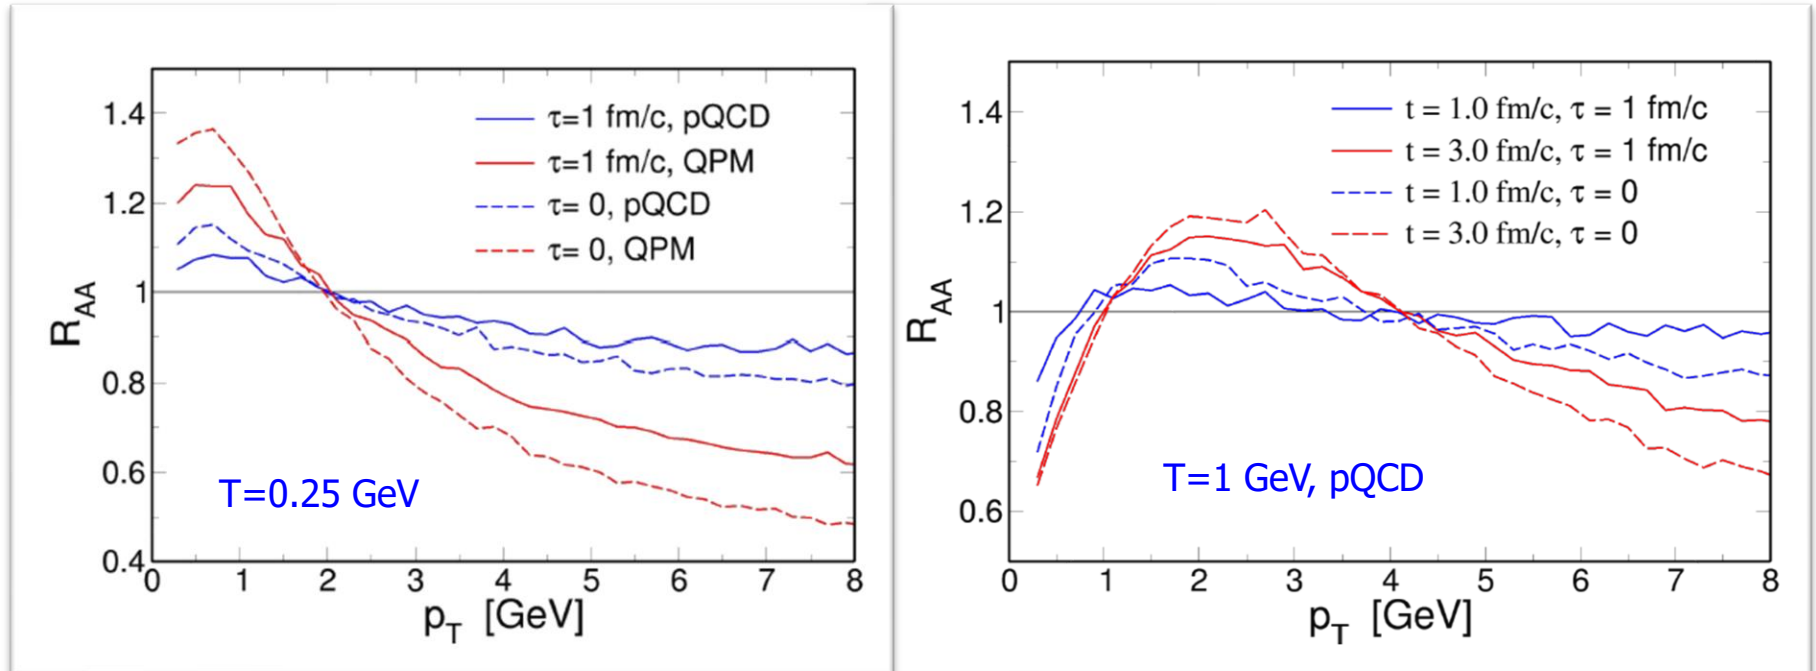 R_AA
1.4
1.2
1
0.8
0.6
0.4
τ=1 fm/c, pQCD
τ=1 fm/c, QPM
τ= 0, pQCD
τ= 0, QPM
T=0.25 GeV
0 1 2 3 4 5 6 7 8
p_T [GeV]
R_AA
1.4
1.2
1
0.8
0.6
t = 1.0 fm/c, τ = 1 fm/c
t = 3.0 fm/c, τ = 1 fm/c
t = 1.0 fm/c, τ = 0
t = 3.0 fm/c, τ = 0
T=1 GeV, pQCD
0 1 2 3 4 5 6 7 8
p_T [GeV]